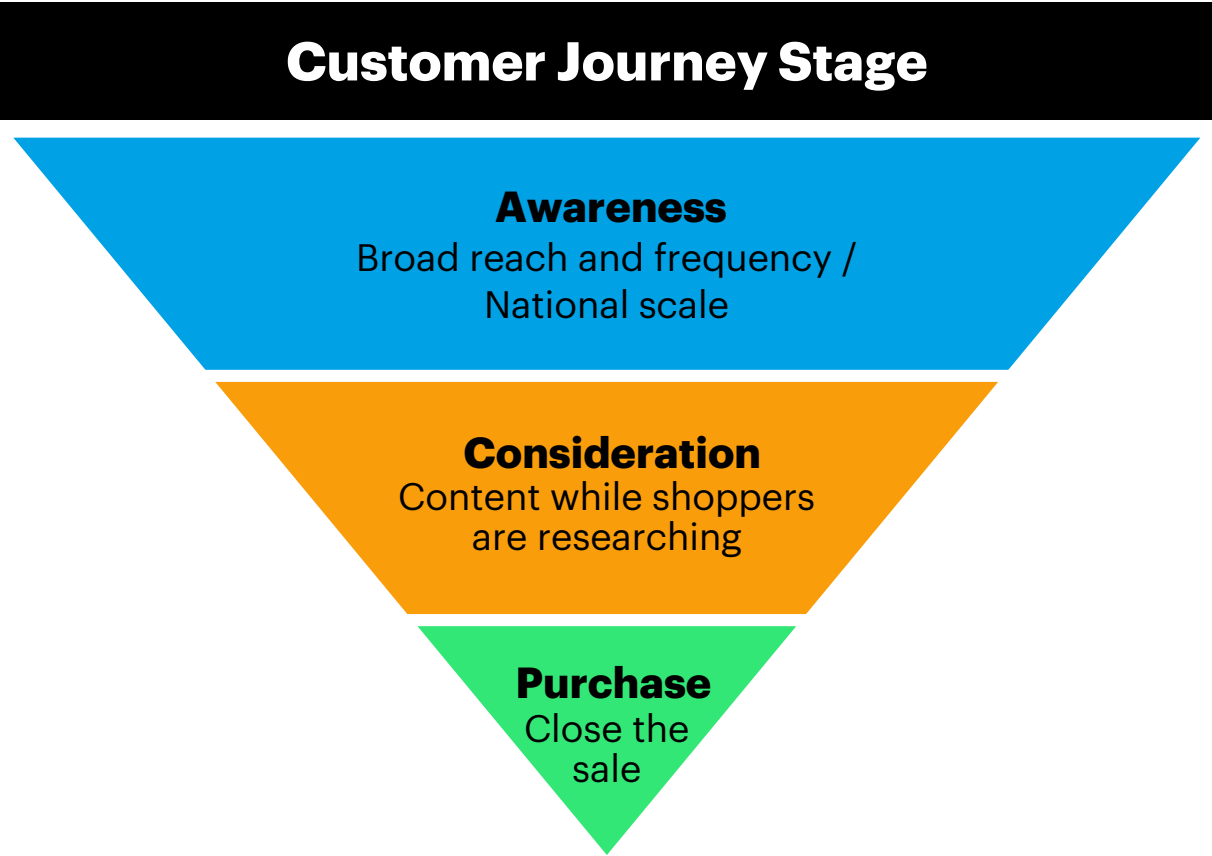 Customer Journey Stage
Awareness
Broad reach and frequency /
National scale
Consideration
Content while shoppers
are researching
Purchase
Close the
sale